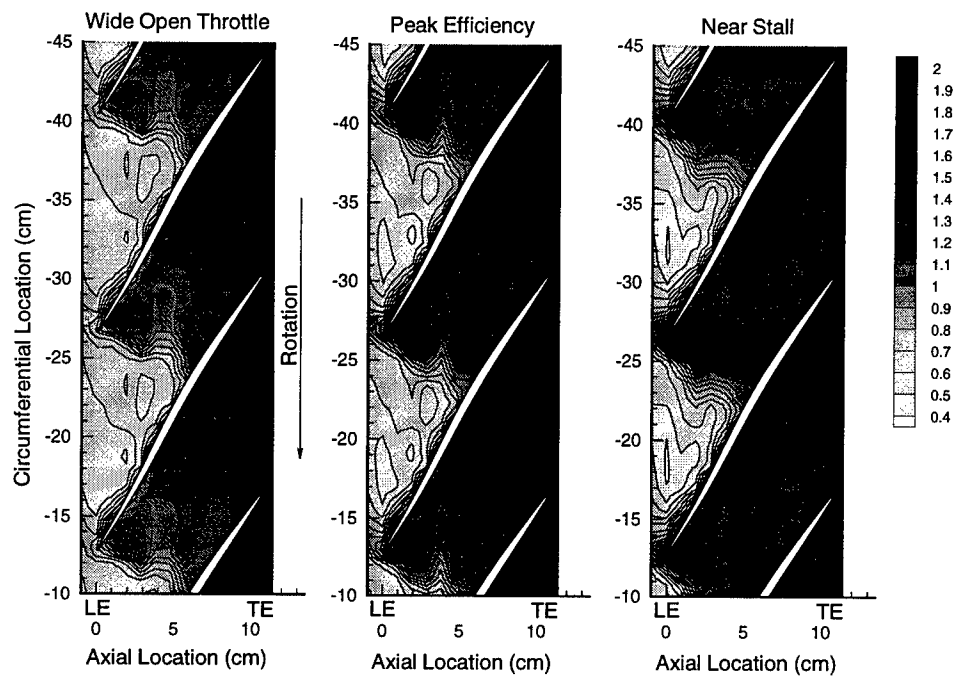 Wide Open Throttle
Peak Efficiency
Near Stall
Circumferential Location (cm)
-45
-40
-35
-30
-25
-20
-15
-10
LE TE
0 5 10
Axial Location (cm)
Rotation
-45
-40
-35
-30
-25
-20
-15
-10
LE TE
0 5 10
Axial Location (cm)
-45
-40
-35
-30
-25
-20
-15
-10
LE TE
0 5 10
Axial Location (cm)
2
1.9
1.8
1.7
1.6
1.5
1.4
1.3
1.2
1.1
1
0.9
0.8
0.7
0.6
0.5
0.4